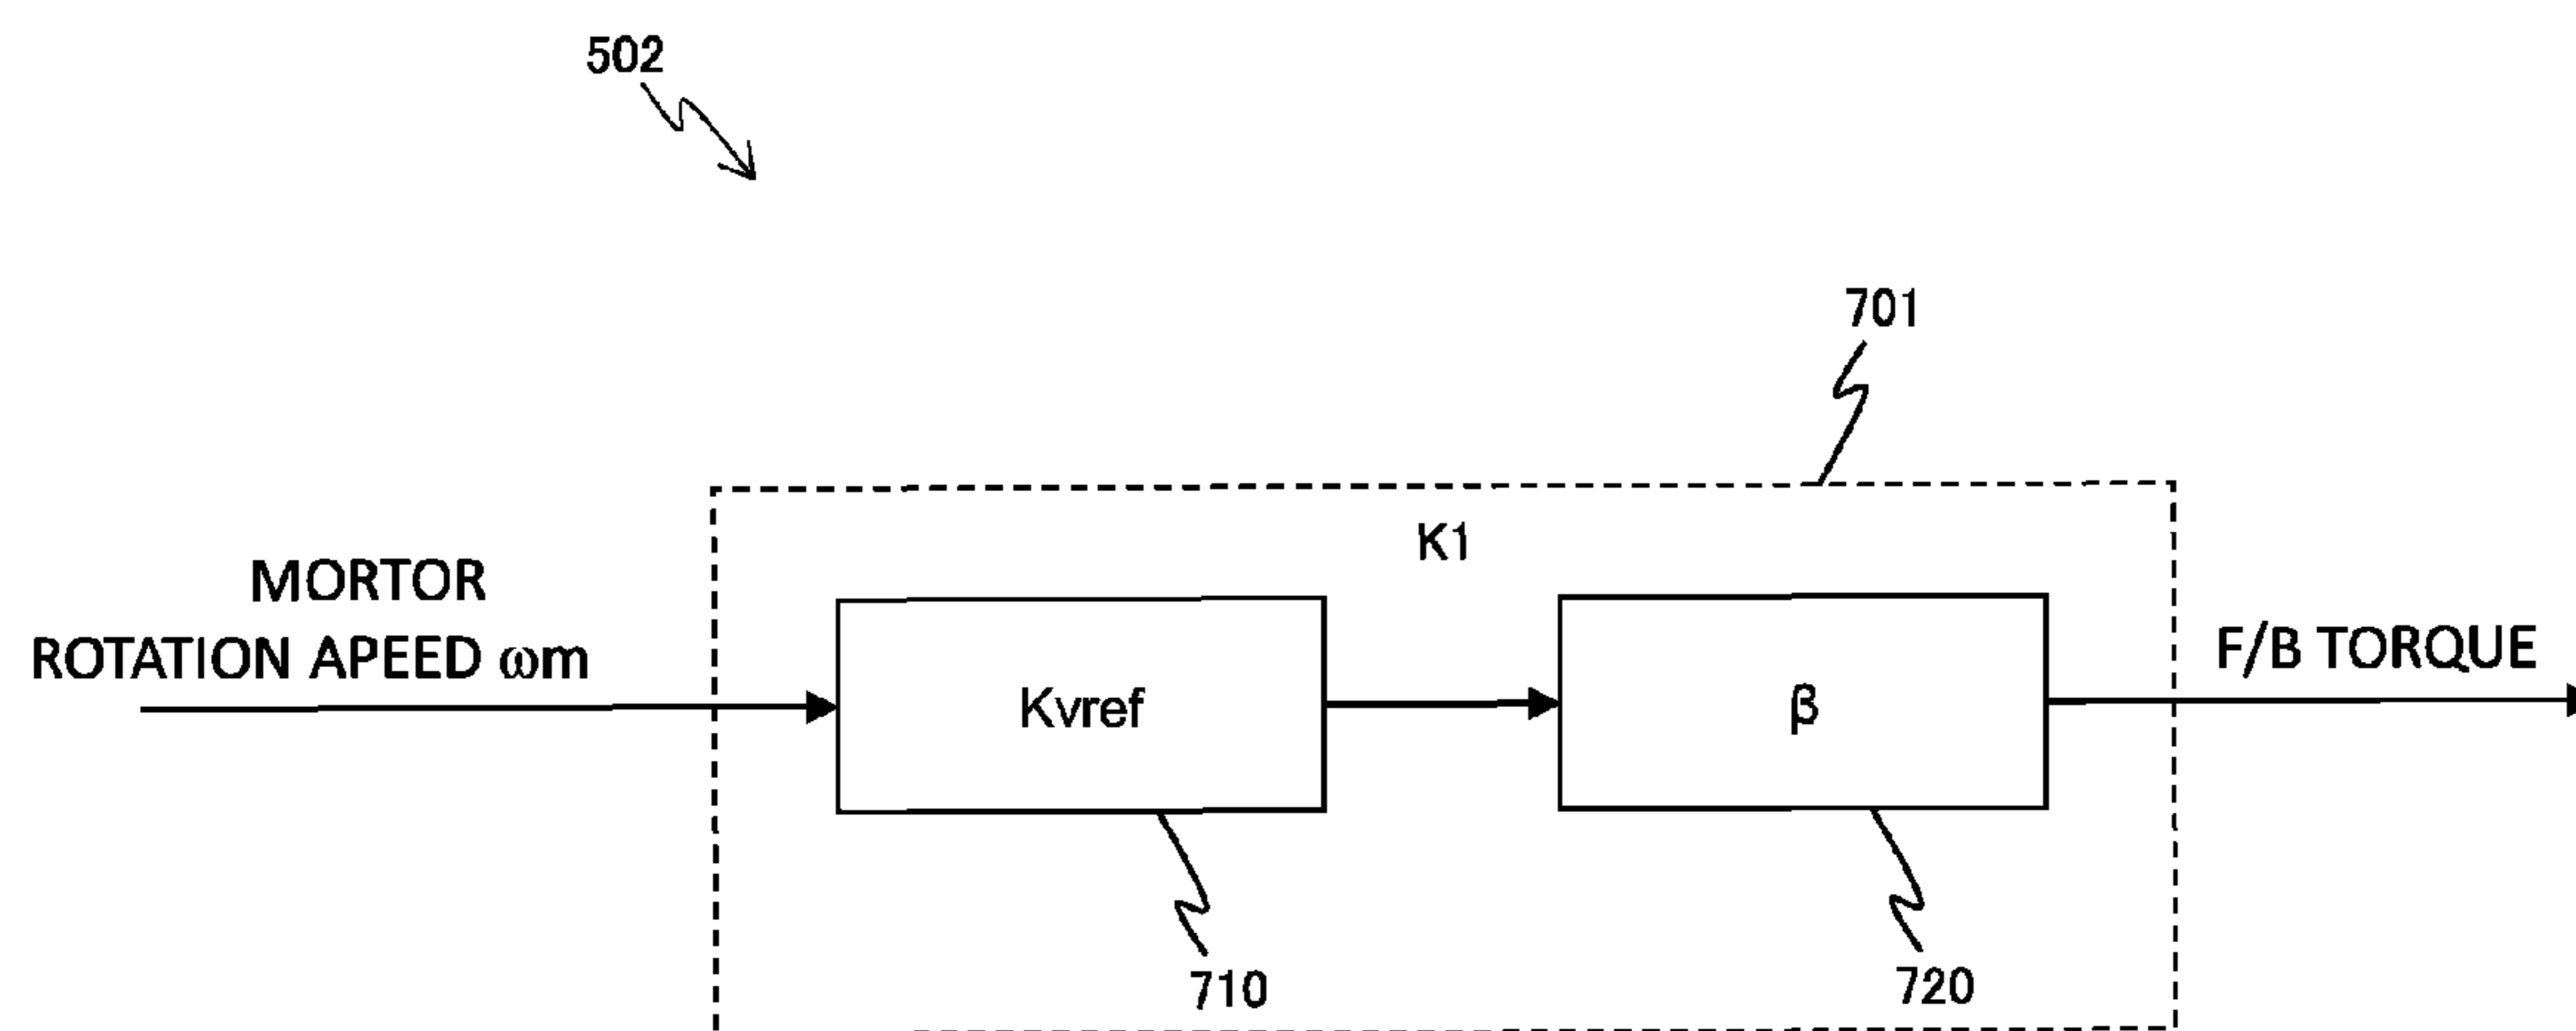 502
701
K1
MORTOR
ROTATION APEED ωm
Kvref
β
F/B TORQUE
710
720